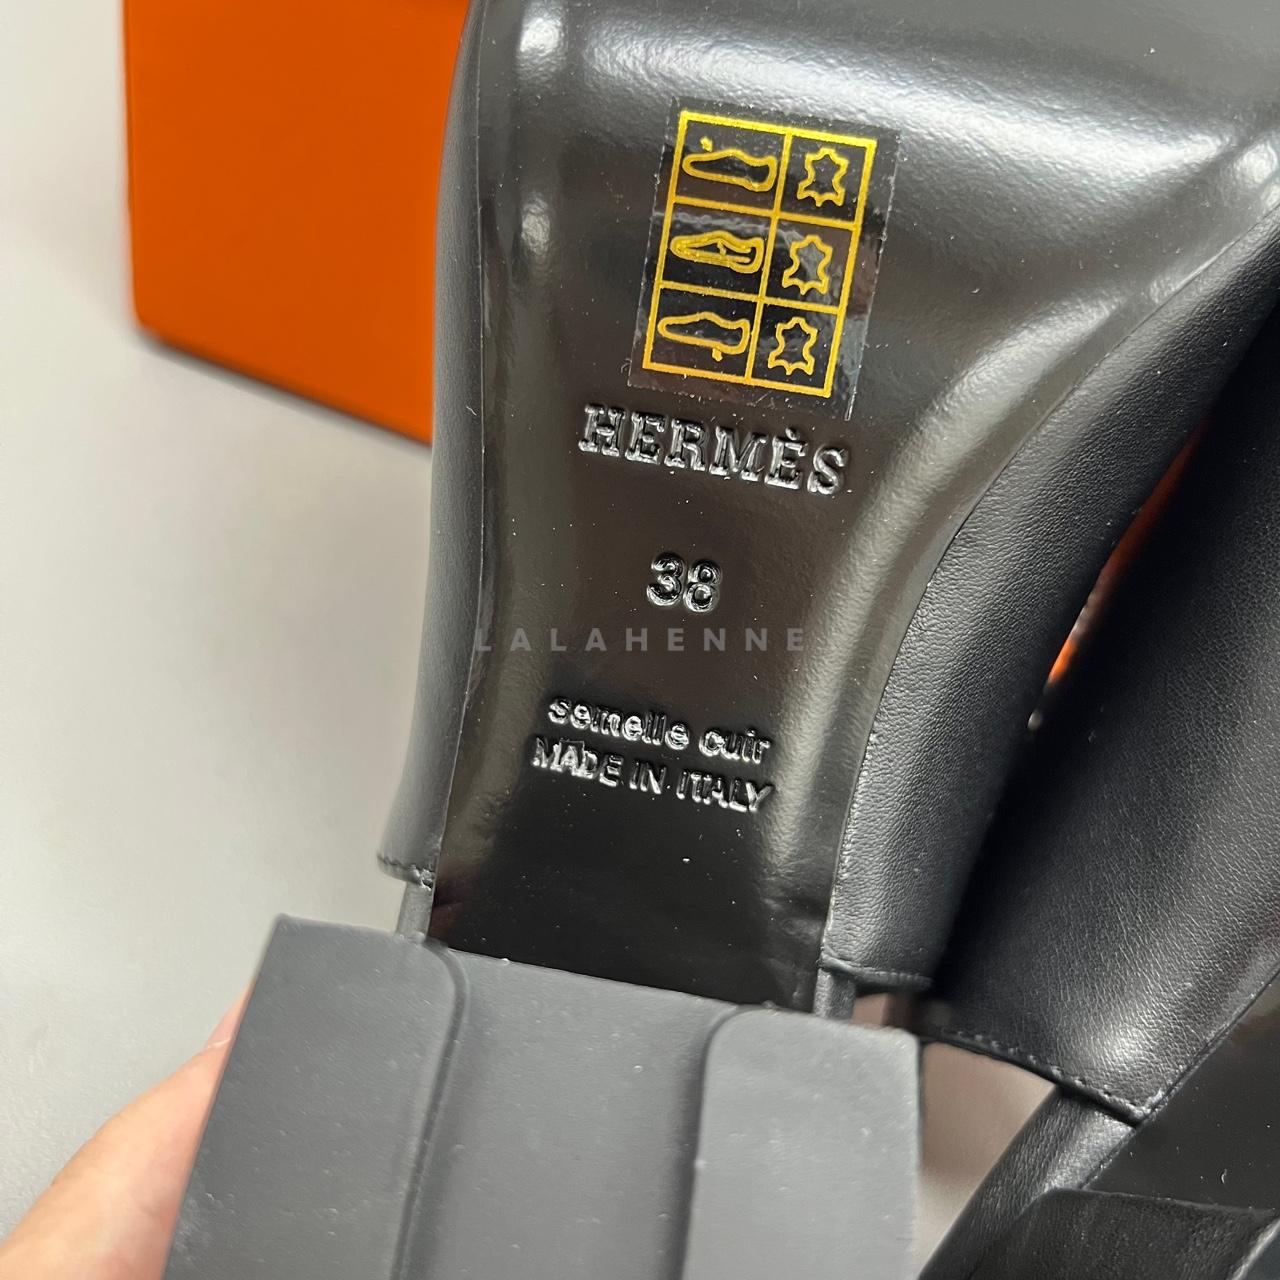 HERMÈS
38
LALAHENNE
semelle cuir
MADE IN ITALY